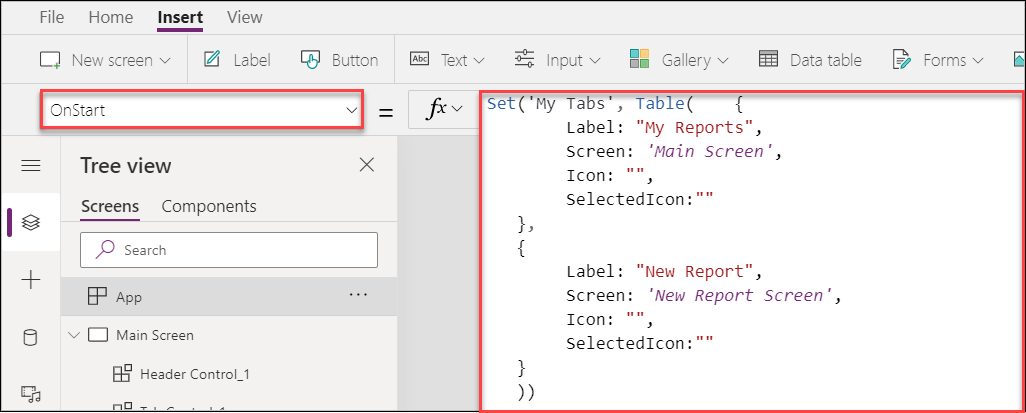 File Home Insert View
New screen Label Button Text Input Gallery Data table Forms
OnStart = fx
Set('My Tabs', Table( {
Label: "My Reports",
Screen: 'Main Screen',
Icon: "",
SelectedIcon:""
},
{
Label: "New Report",
Screen: 'New Report Screen',
Icon: "",
SelectedIcon:""
}
))
Tree view
Screens Components
Search
App
Main Screen
Header Control_1